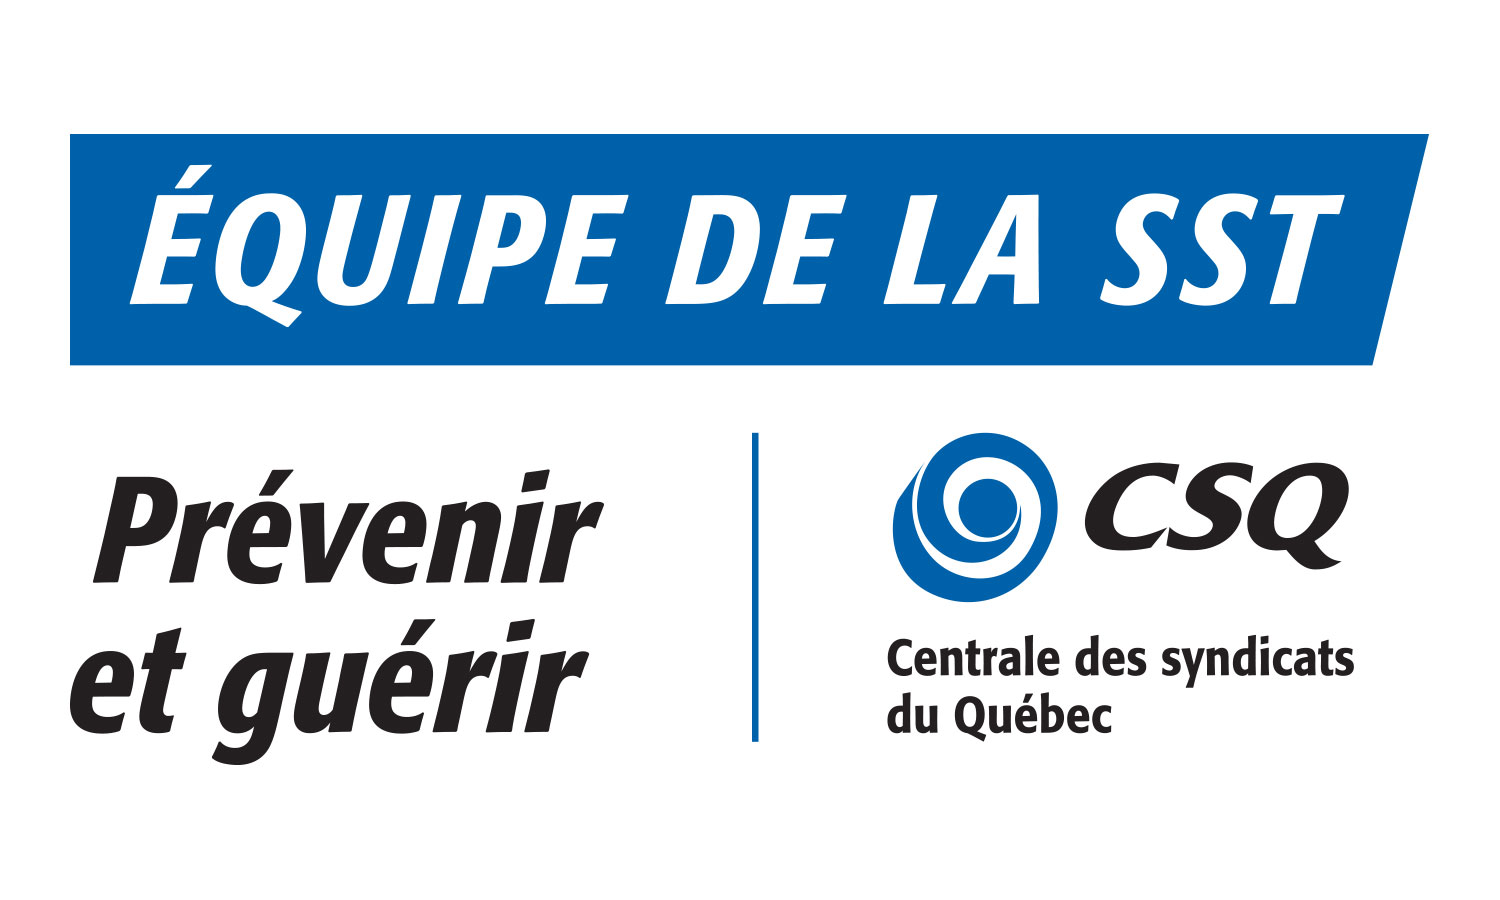 ÉQUIPE DE LA SST
Prévenir
et guérir
CSQ
Centrale des syndicats
du Québec